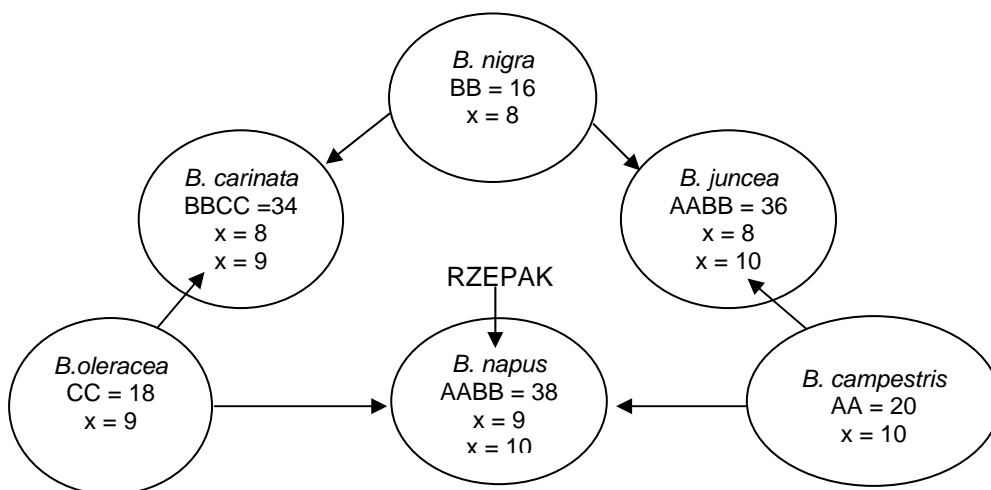 B. nigra
BB = 16
x = 8
B. carinata
BBCC =34
x = 8
x = 9
B. juncea
AABB = 36
x = 8
x = 10
RZEPAK
B.oleracea
CC = 18
x = 9
B. napus
AABB = 38
x = 9
x = 10
B. campestris
AA = 20
x = 10